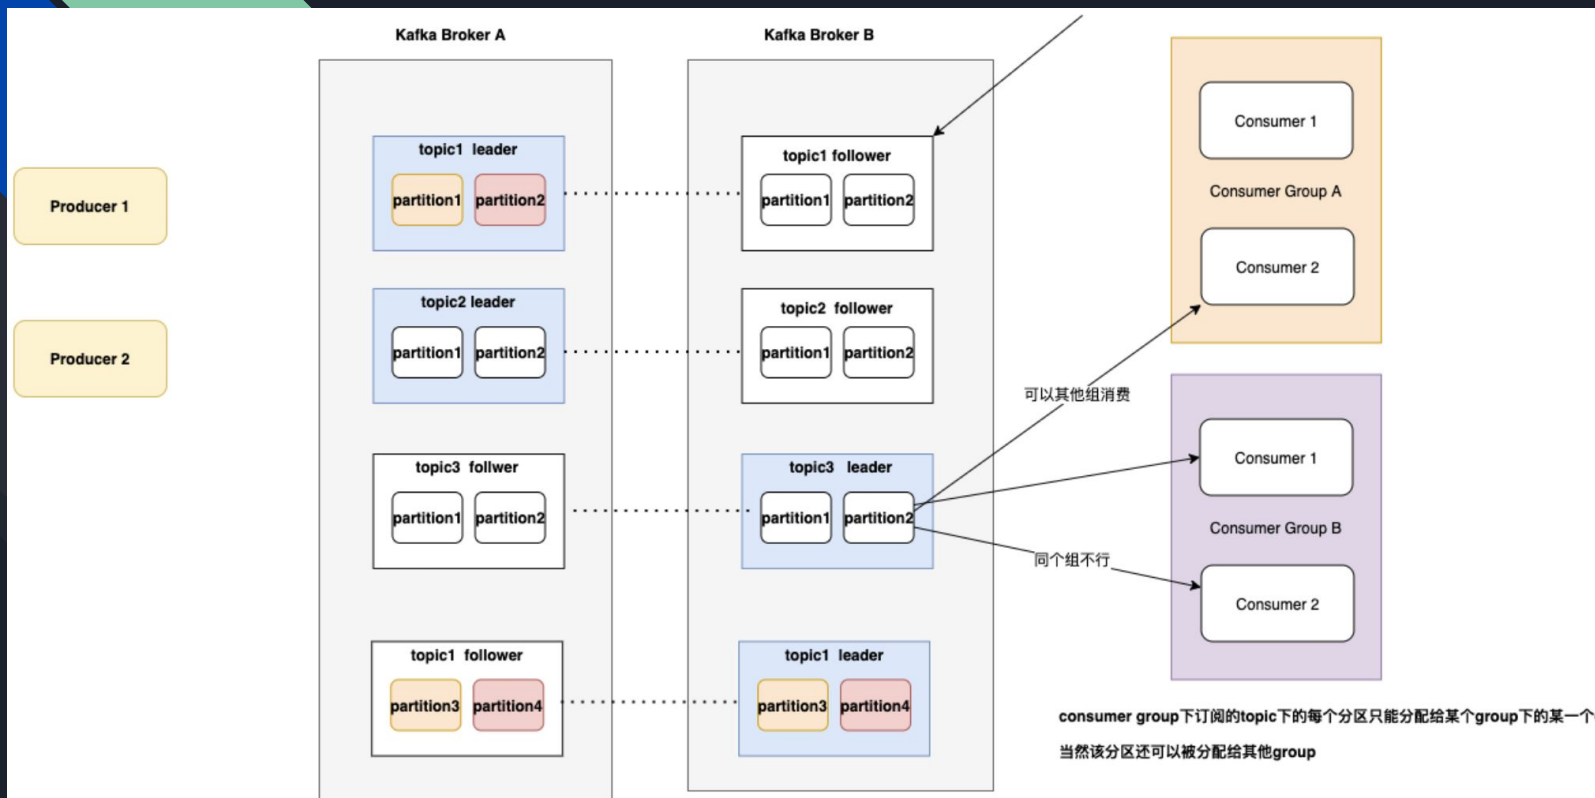 Kafka Broker A
Kafka Broker B
Producer 1
Producer 2
topic1 leader
partition1
partition2
topic2 leader
partition1
partition2
topic3 follwer
partition1
partition2
topic1 follower
partition3
partition4
topic1 follower
partition1
partition2
topic2 follower
partition1
partition2
topic3 leader
partition1
partition2
topic1 leader
partition3
partition4
可以其他组消费
同个组不行
Consumer 1
Consumer Group A
Consumer 2
Consumer 1
Consumer Group B
Consumer 2
consumer group下订阅的topic下的每个分区只能分配给某个group下的某一个
当然该分区还可以被分配给其他group